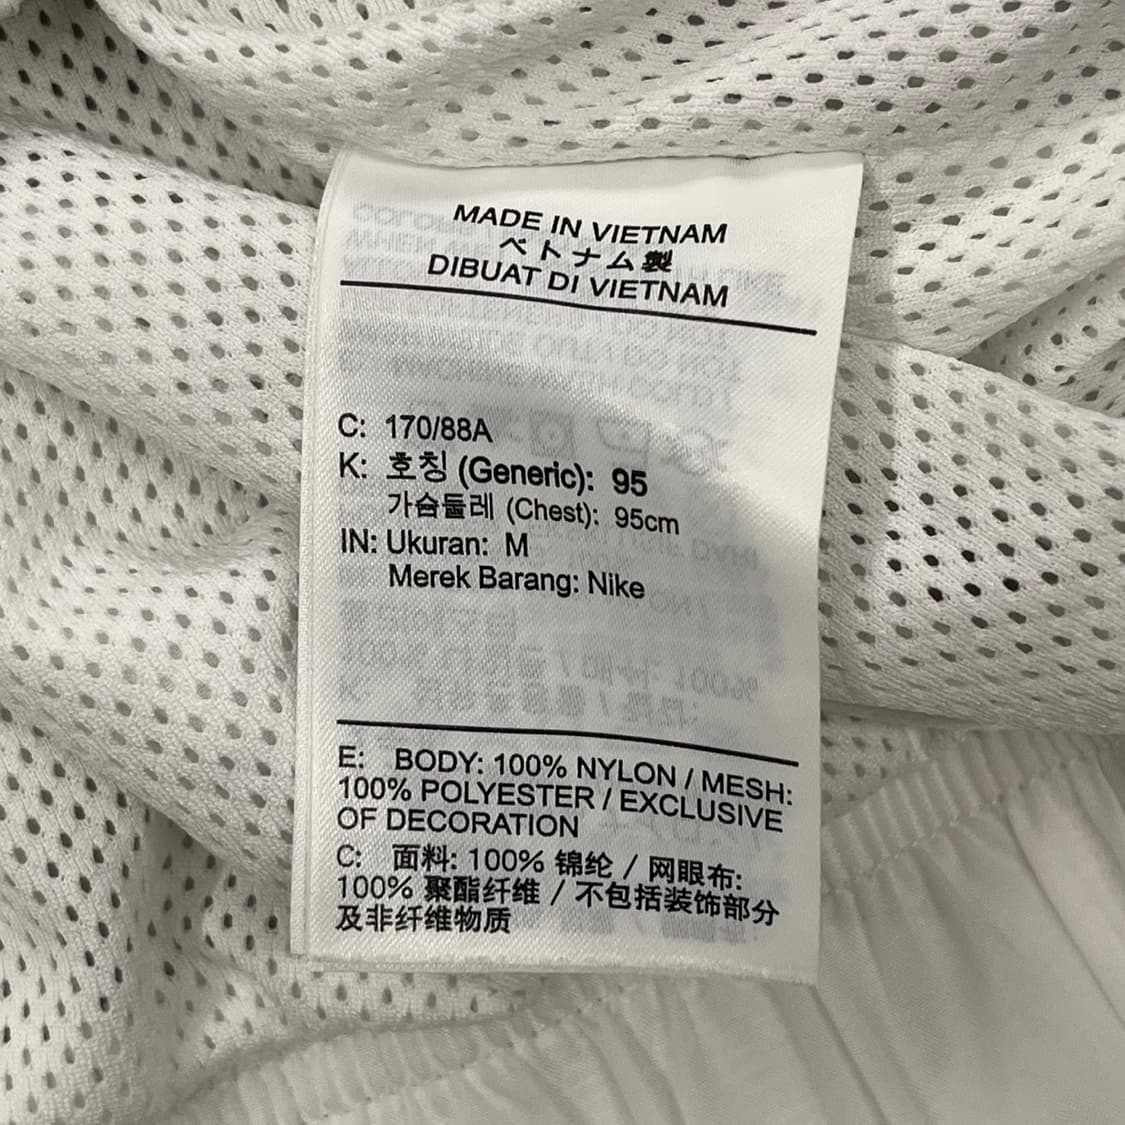 MADE IN VIETNAM
ベトナム製
DIBUAT DI VIETNAM
C: 170/88A
K: 호칭 (Generic): 95
가슴둘레 (Chest): 95cm
IN: Ukuran: M
Merek Barang: Nike
E: BODY: 100% NYLON / MESH:
100% POLYESTER / EXCLUSIVE
OF DECORATION
C: 面料: 100% 锦纶 / 网眼布:
100% 聚酯纤维 / 不包括装饰部分
及非纤维物质